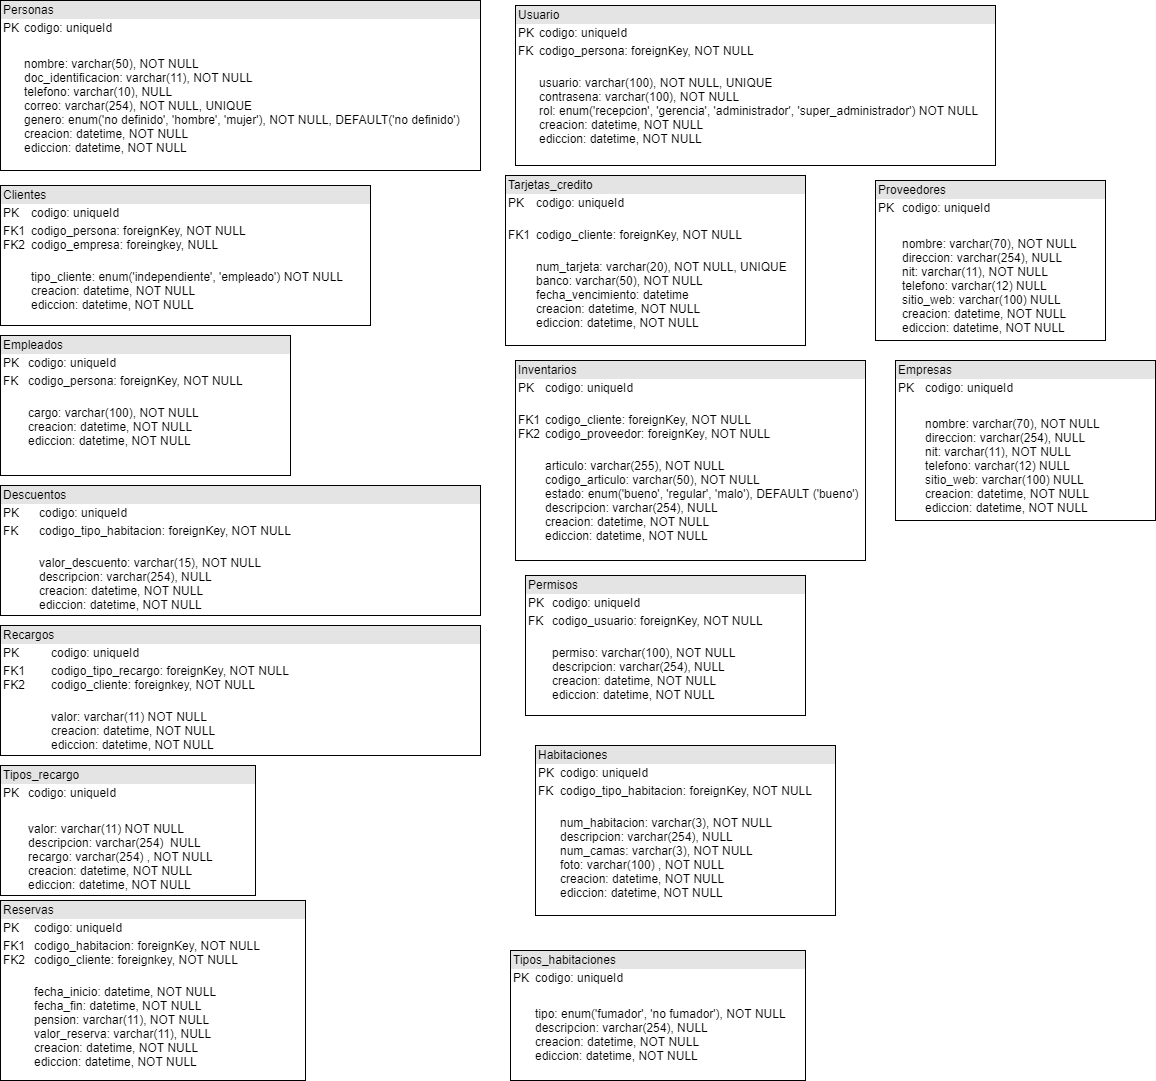 Personas
PK codigo: uniqueId
nombre: varchar(50), NOT NULL
doc_identificacion: varchar(11), NOT NULL
telefono: varchar(10), NULL
correo: varchar(254), NOT NULL, UNIQUE
genero: enum('no definido', 'hombre', 'mujer'), NOT NULL, DEFAULT('no definido')
creacion: datetime, NOT NULL
ediccion: datetime, NOT NULL
Usuario
PK codigo: uniqueId
FK codigo_persona: foreignKey, NOT NULL
usuario: varchar(100), NOT NULL, UNIQUE
contrasena: varchar(100), NOT NULL
rol: enum('recepcion', 'gerencia', 'administrador', 'super_administrador') NOT NULL
creacion: datetime, NOT NULL
ediccion: datetime, NOT NULL
Clientes
PK codigo: uniqueId
FK1 codigo_persona: foreignKey, NOT NULL
FK2 codigo_empresa: foreingkey, NULL
tipo_cliente: enum('independiente', 'empleado') NOT NULL
creacion: datetime, NOT NULL
ediccion: datetime, NOT NULL
Tarjetas_credito
PK codigo: uniqueId
FK1 codigo_cliente: foreignKey, NOT NULL
num_tarjeta: varchar(20), NOT NULL, UNIQUE
banco: varchar(50), NOT NULL
fecha_vencimiento: datetime
creacion: datetime, NOT NULL
ediccion: datetime, NOT NULL
Proveedores
PK codigo: uniqueId
nombre: varchar(70), NOT NULL
direccion: varchar(254), NULL
nit: varchar(11), NOT NULL
telefono: varchar(12) NULL
sitio_web: varchar(100) NULL
creacion: datetime, NOT NULL
ediccion: datetime, NOT NULL
Empleados
PK codigo: uniqueId
FK codigo_persona: foreignKey, NOT NULL
cargo: varchar(100), NOT NULL
creacion: datetime, NOT NULL
ediccion: datetime, NOT NULL
Inventarios
PK codigo: uniqueId
FK1 codigo_cliente: foreignKey, NOT NULL
FK2 codigo_proveedor: foreignKey, NOT NULL
articulo: varchar(255), NOT NULL
codigo_articulo: varchar(50), NOT NULL
estado: enum('bueno', 'regular', 'malo'), DEFAULT ('bueno')
descripcion: varchar(254), NULL
creacion: datetime, NOT NULL
ediccion: datetime, NOT NULL
Empresas
PK codigo: uniqueId
nombre: varchar(70), NOT NULL
direccion: varchar(254), NULL
nit: varchar(11), NOT NULL
telefono: varchar(12) NULL
sitio_web: varchar(100) NULL
creacion: datetime, NOT NULL
ediccion: datetime, NOT NULL
Descuentos
PK codigo: uniqueId
FK codigo_tipo_habitacion: foreignKey, NOT NULL
valor_descuento: varchar(15), NOT NULL
descripcion: varchar(254), NULL
creacion: datetime, NOT NULL
ediccion: datetime, NOT NULL
Permisos
PK codigo: uniqueId
FK codigo_usuario: foreignKey, NOT NULL
permiso: varchar(100), NOT NULL
descripcion: varchar(254), NULL
creacion: datetime, NOT NULL
ediccion: datetime, NOT NULL
Recargos
PK codigo: uniqueId
FK1 codigo_tipo_recargo: foreignKey, NOT NULL
FK2 codigo_cliente: foreignkey, NOT NULL
valor: varchar(11) NOT NULL
creacion: datetime, NOT NULL
ediccion: datetime, NOT NULL
Habitaciones
PK codigo: uniqueId
FK codigo_tipo_habitacion: foreignKey, NOT NULL
num_habitacion: varchar(3), NOT NULL
descripcion: varchar(254), NULL
num_camas: varchar(3), NOT NULL
foto: varchar(100) , NOT NULL
creacion: datetime, NOT NULL
ediccion: datetime, NOT NULL
Tipos_recargo
PK codigo: uniqueId
valor: varchar(11) NOT NULL
descripcion: varchar(254) NULL
recargo: varchar(254) , NOT NULL
creacion: datetime, NOT NULL
ediccion: datetime, NOT NULL
Reservas
PK codigo: uniqueId
FK1 codigo_habitacion: foreignKey, NOT NULL
FK2 codigo_cliente: foreignkey, NOT NULL
fecha_inicio: datetime, NOT NULL
fecha_fin: datetime, NOT NULL
pension: varchar(11), NOT NULL
valor_reserva: varchar(11), NULL
creacion: datetime, NOT NULL
ediccion: datetime, NOT NULL
Tipos_habitaciones
PK codigo: uniqueId
tipo: enum('fumador', 'no fumador'), NOT NULL
descripcion: varchar(254), NULL
creacion: datetime, NOT NULL
ediccion: datetime, NOT NULL